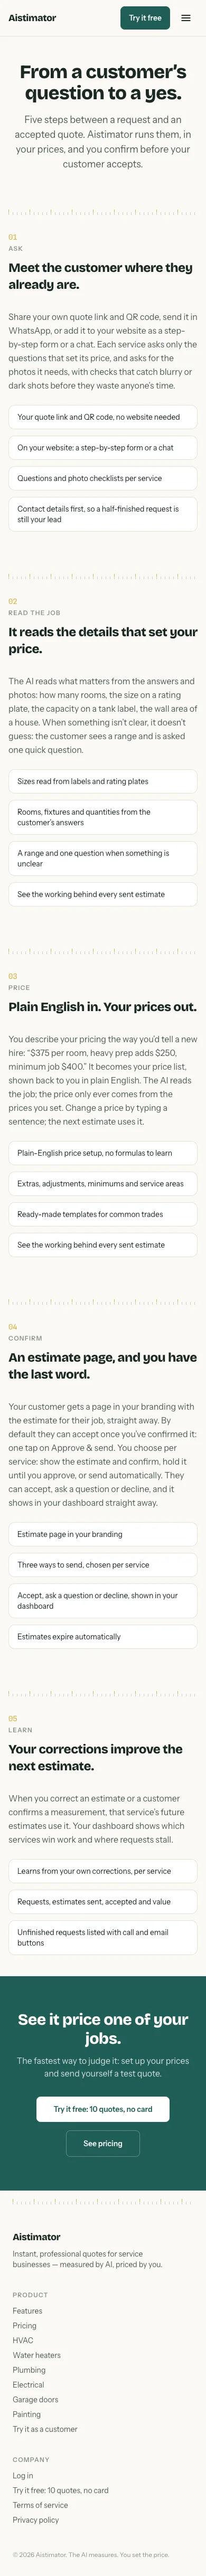 Aistimator
Try it free
From a customer's
question to a yes.
Five steps between a request and an
accepted quote. Aistimator runs them, in
your prices, and you confirm before your
customer accepts.
01
ASK
Meet the customer where they
already are.
Share your own quote link and QR code, send it in
WhatsApp, or add it to your website as a step-
by-step form or a chat. Each service asks only the
questions that set its price, and asks for the
photos it needs, with checks that catch blurry or
dark shots before they waste anyone's time.
Your quote link and QR code, no website needed
On your website: a step-by-step form or a chat
Questions and photo checklists per service
Contact details first, so a half-finished request is
still your lead
02
READ THE JOB
It reads the details that set your
price.
The AI reads what matters from the answers and
photos: how many rooms, the size on a rating
plate, the capacity on a tank label, the wall area of
a house. When something isn't clear, it doesn't
guess: the customer sees a range and is asked
one quick question.
Sizes read from labels and rating plates
Rooms, fixtures and quantities from the
customer's answers
A range and one question when something is
unclear
See the working behind every sent estimate
03
PRICE
Plain English in. Your prices out.
You describe your pricing the way you'd tell a new
hire: "$375 per room, heavy prep adds $250,
minimum job $400." It becomes your price list,
shown back to you in plain English. The AI reads
the job; the price only ever comes from the
prices you set. Change a price by typing a
sentence; the next estimate uses it.
Plain-English price setup, no formulas to learn
Extras, adjustments, minimums and service areas
Ready-made templates for common trades
See the working behind every sent estimate
04
CONFIRM
An estimate page, and you have
the last word.
Your customer gets a page in your branding with
the estimate for their job, straight away. By
default they can accept once you've confirmed it;
one tap on Approve & send. You choose per
service: show the estimate and confirm, hold it
until you approve, or send automatically. They
can accept, ask a question or decline, and it
shows in your dashboard straight away.
Estimate page in your branding
Three ways to send, chosen per service
Accept, ask a question or decline, shown in your
dashboard
Estimates expire automatically
05
LEARN
Your corrections improve the
next estimate.
When you correct an estimate or a customer
confirms a measurement, that service's future
estimates use it. Your dashboard shows which
services win work and where requests stall.
Learns from your own corrections, per service
Requests, estimates sent, accepted and value
Unfinished requests listed with call and email
buttons
See it price one of your
jobs.
The fastest way to judge it: set up your prices
and send yourself a test quote.
Try it free: 10 quotes, no card
See pricing
Aistimator
Instant, professional quotes for service
businesses — measured by AI, priced by you.
PRODUCT
Features
Pricing
HVAC
Water heaters
Plumbing
Electrical
Garage doors
Painting
Try it as a customer
COMPANY
Log in
Try it free: 10 quotes, no card
Terms of service
Privacy policy
© 2026 Aistimator. The AI measures. You set the price.